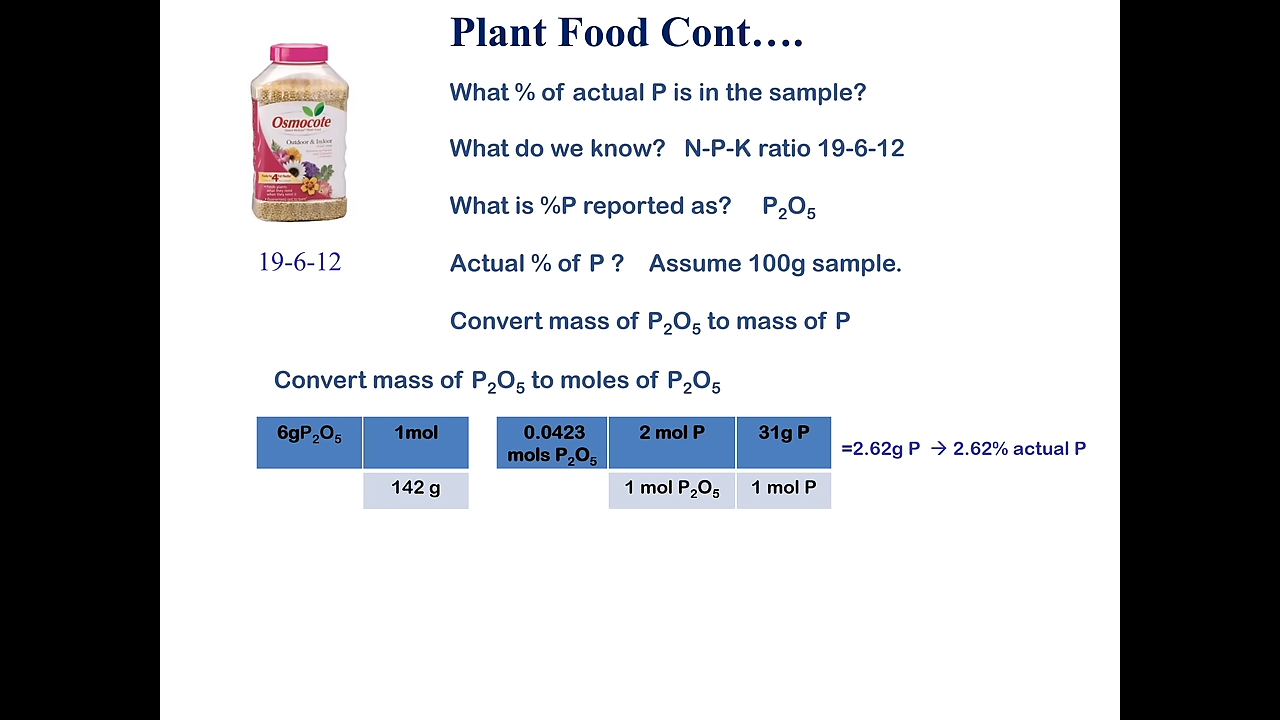 Plant Food Cont….
What % of actual P is in the sample?
What do we know? N-P-K ratio 19-6-12
What is %P reported as? P₂O₅
Osmocote
Outdoor & Indoor
19-6-12
Actual % of P ? Assume 100g sample.
Convert mass of P₂O₅ to mass of P
Convert mass of P₂O₅ to moles of P₂O₅
6gP₂O₅ 1mol
142 g
0.0423 mols P₂O₅ 2 mol P 31g P
1 mol P₂O₅ 1 mol P
=2.62g P → 2.62% actual P